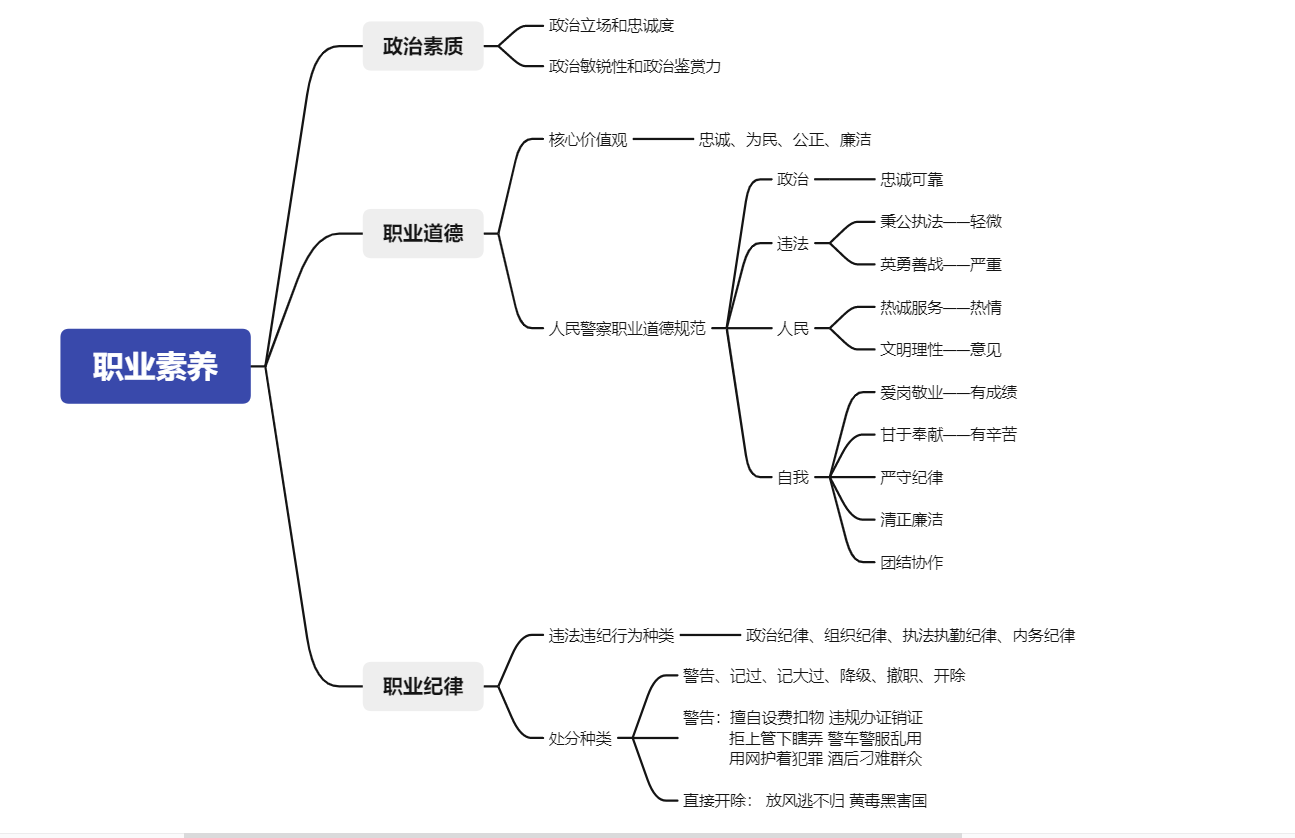 职业素养
政治素质
政治立场和忠诚度
政治敏锐性和政治鉴赏力
职业道德
核心价值观
忠诚、为民、公正、廉洁
人民警察职业道德规范
政治
忠诚可靠
违法
秉公执法——轻微
英勇善战——严重
人民
热诚服务——热情
文明理性——意见
自我
爱岗敬业——有成绩
甘于奉献——有辛苦
严守纪律
清正廉洁
团结协作
职业纪律
违法违纪行为种类
政治纪律、组织纪律、执法执勤纪律、内务纪律
处分种类
警告、记过、记大过、降级、撤职、开除
警告：擅自设费扣物 违规办证销证
拒上管下瞎弄 警车警服乱用
用网护着犯罪 酒后刁难群众
直接开除： 放风逃不归 黄毒黑害国